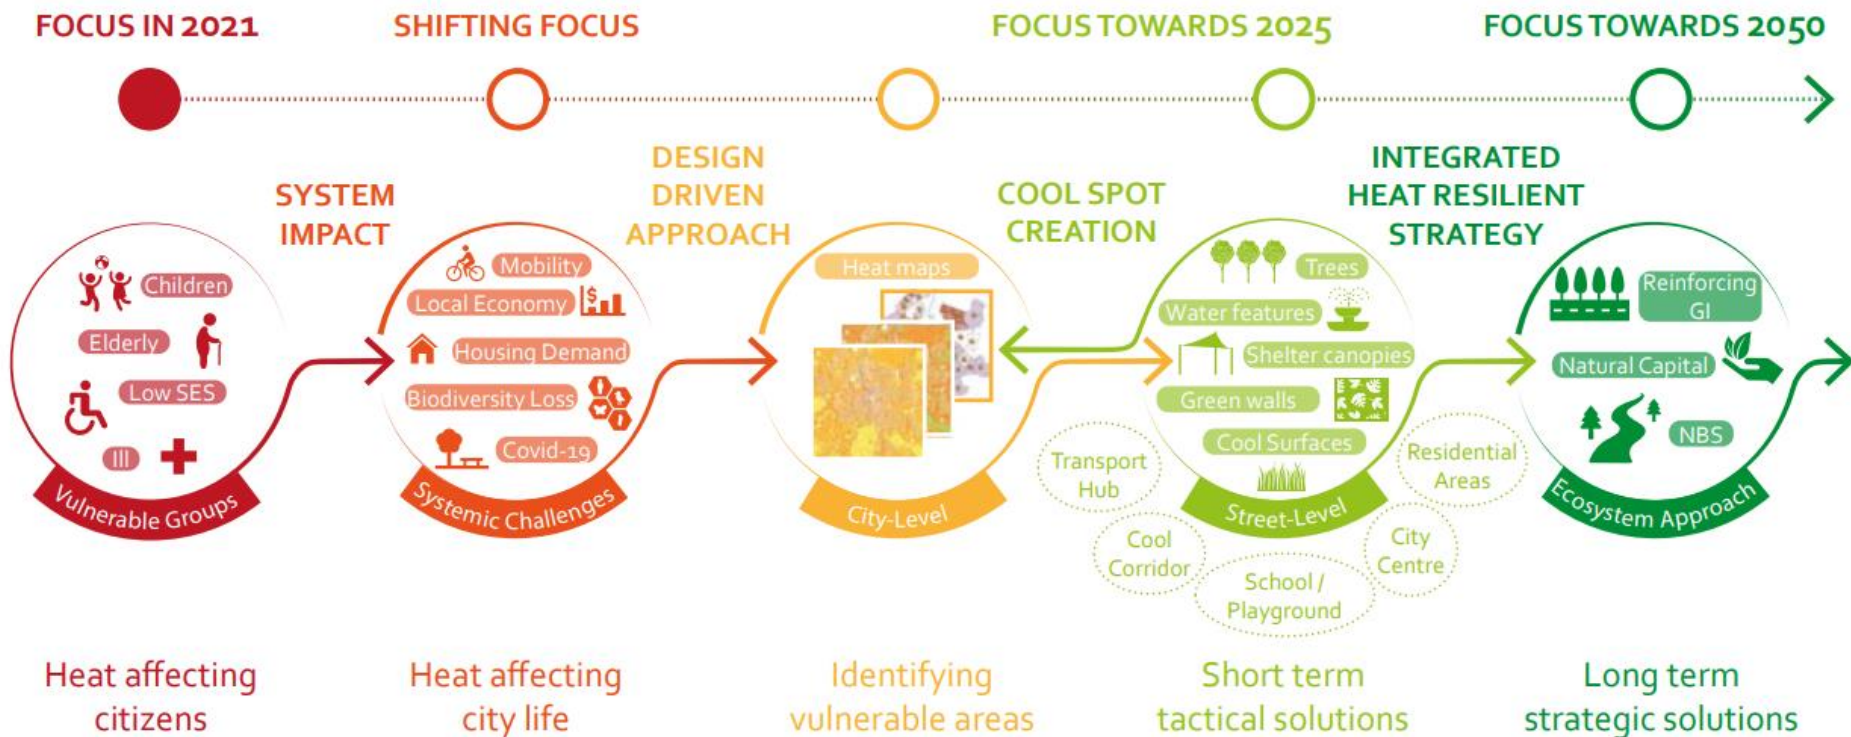 FOCUS IN 2021
SHIFTING FOCUS
FOCUS TOWARDS 2025
FOCUS TOWARDS 2050
SYSTEM
IMPACT
DESIGN
DRIVEN
APPROACH
COOL SPOT
CREATION
INTEGRATED
HEAT RESILIENT
STRATEGY
Children
Elderly
Low SES
Ill
Vulnerable Groups
Mobility
Local Economy
$
Housing Demand
Biodiversity Loss
Covid-19
Systemic Challenges
Heat maps
City-Level
Trees
Water features
Shelter canopies
Green walls
Cool Surfaces
Street-Level
Transport
Hub
Cool
Corridor
School /
Playground
City
Centre
Residential
Areas
Reinforcing
GI
Natural Capital
NBS
Ecosystem Approach
Heat affecting
citizens
Heat affecting
city life
Identifying
vulnerable areas
Short term
tactical solutions
Long term
strategic solutions